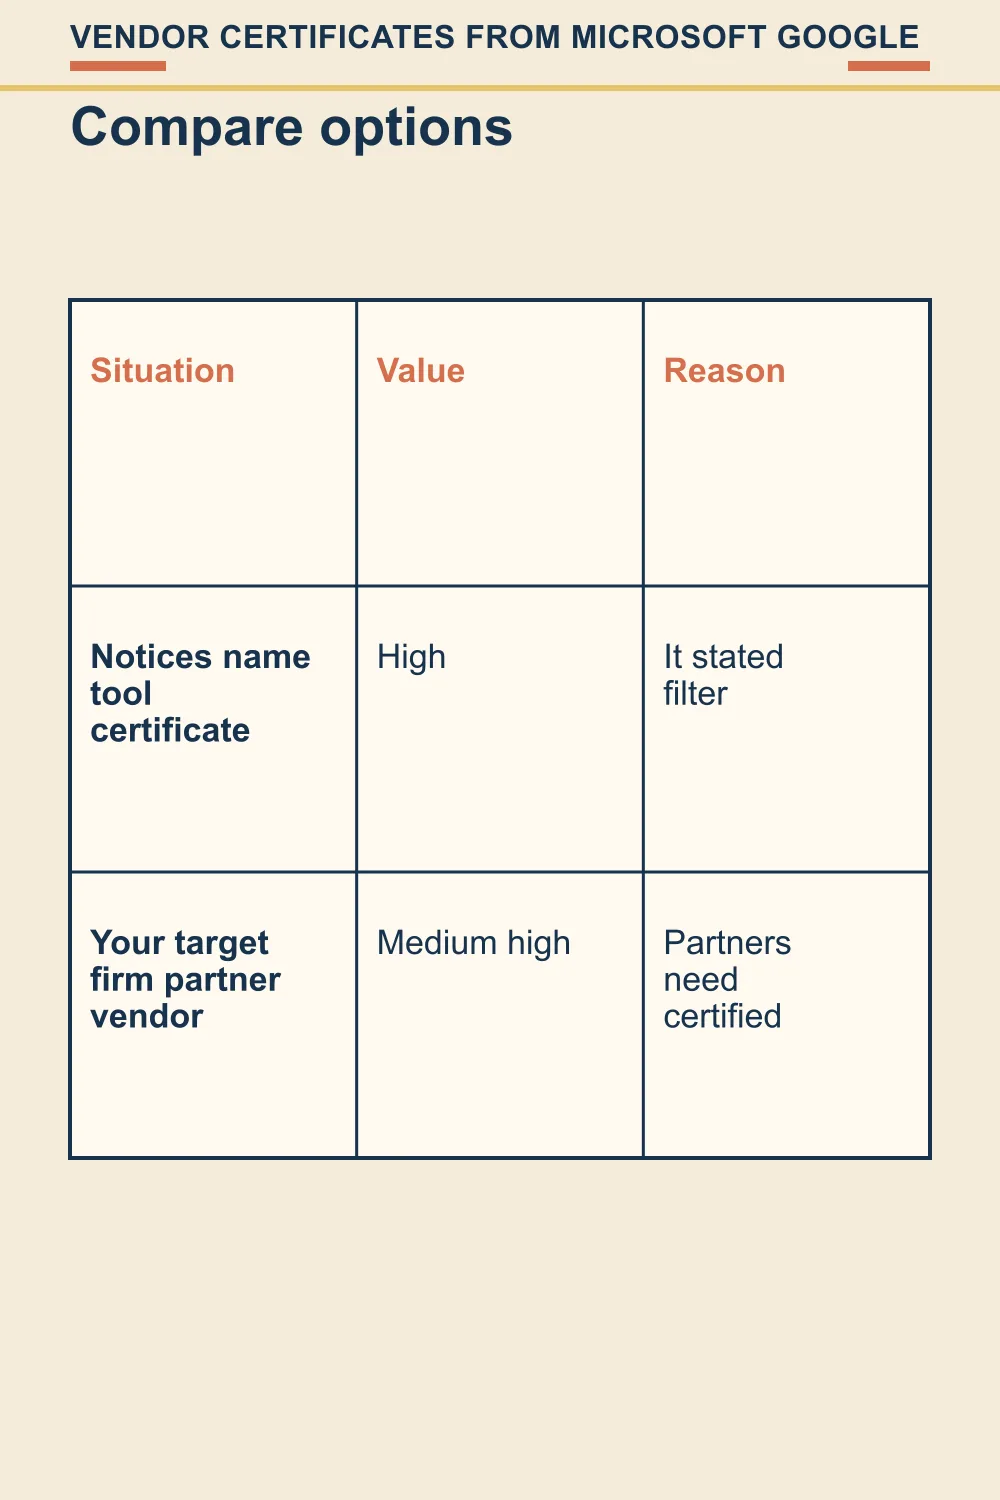 VENDOR CERTIFICATES FROM MICROSOFT GOOGLE
Compare options
Situation
Value
Reason
Notices name
tool
certificate
High
It stated
filter
Your target
firm partner
vendor
Medium high
Partners
need
certified